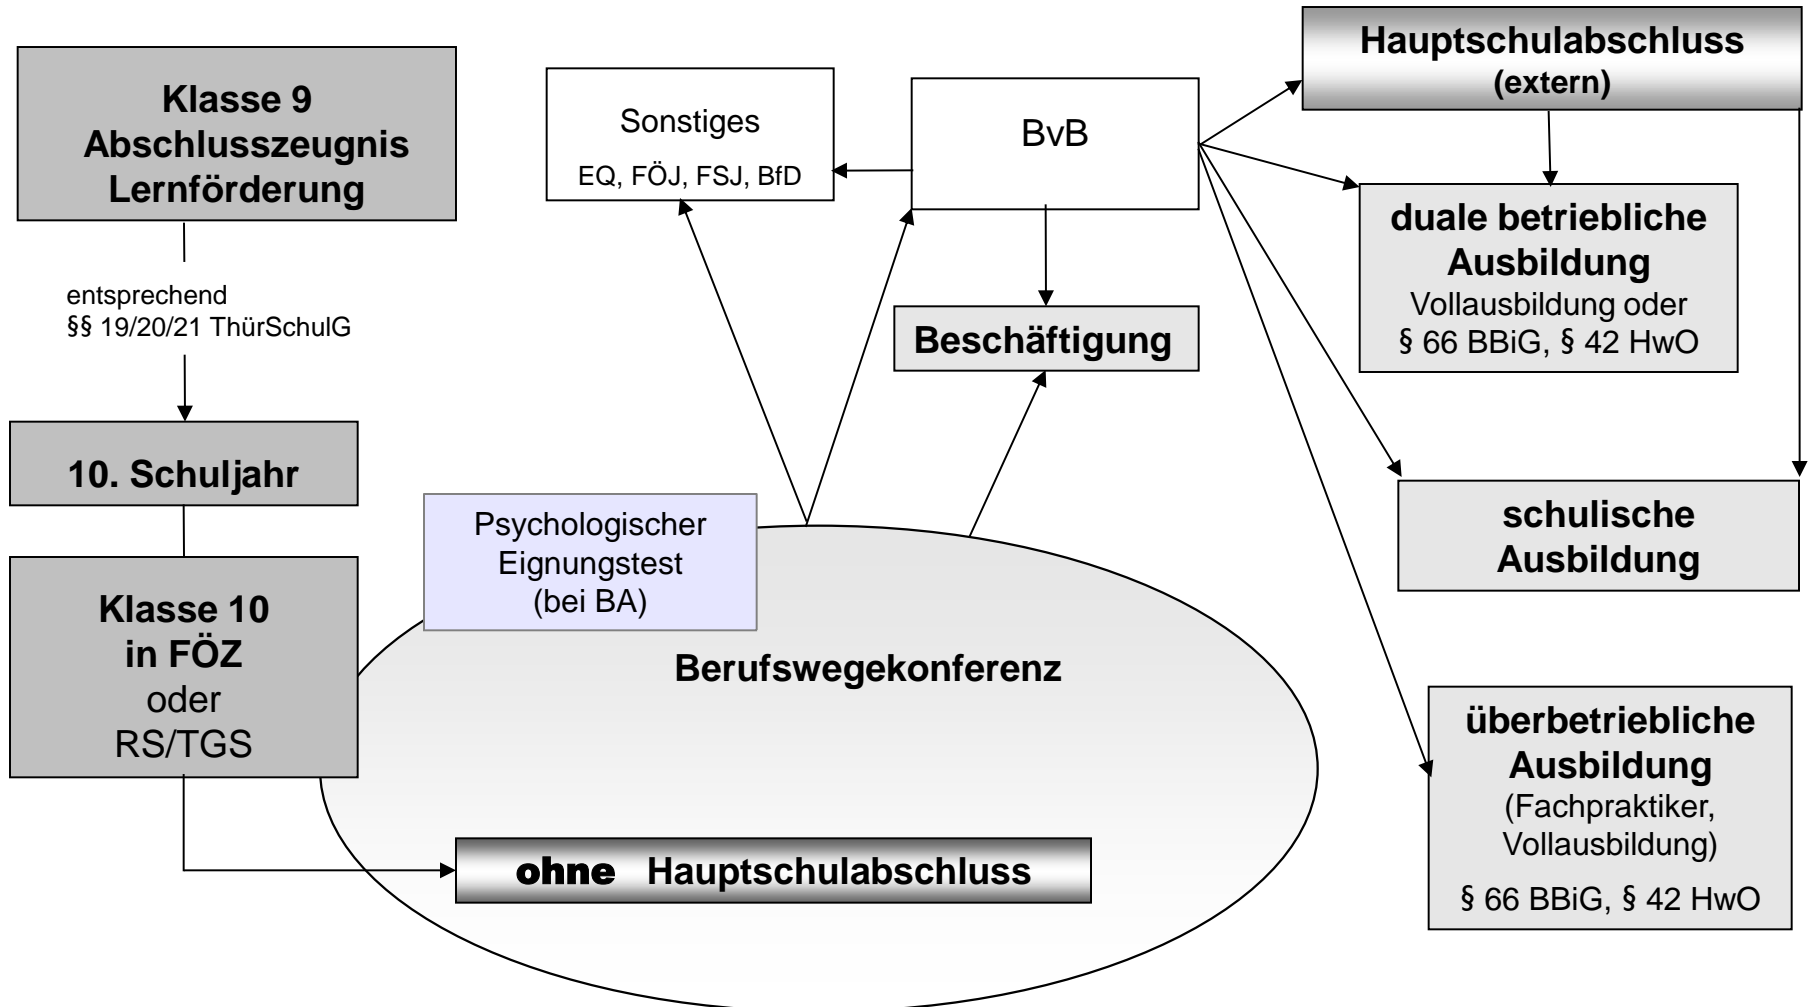 Klasse 9
Abschlusszeugnis
Lernförderung
entsprechend
§§ 19/20/21 ThürSchulG
10. Schuljahr
Klasse 10
in FÖZ
oder
RS/TGS
Sonstiges
EQ, FÖJ, FSJ, BfD
BvB
Beschäftigung
Psychologischer
Eignungstest
(bei BA)
Berufswegekonferenz
ohne Hauptschulabschluss
Hauptschulabschluss
(extern)
duale betriebliche
Ausbildung
Vollausbildung oder
§ 66 BBiG, § 42 HwO
schulische
Ausbildung
überbetriebliche
Ausbildung
(Fachpraktiker,
Vollausbildung)
§ 66 BBiG, § 42 HwO